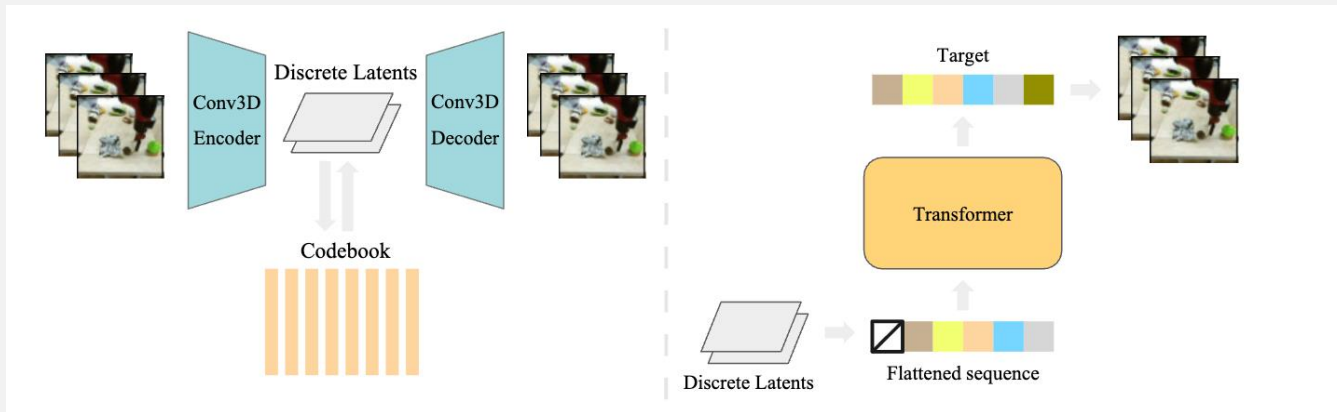 Discrete Latents
Conv3D
Encoder
Conv3D
Decoder
Codebook
Target
Transformer
Discrete Latents
Flattened sequence